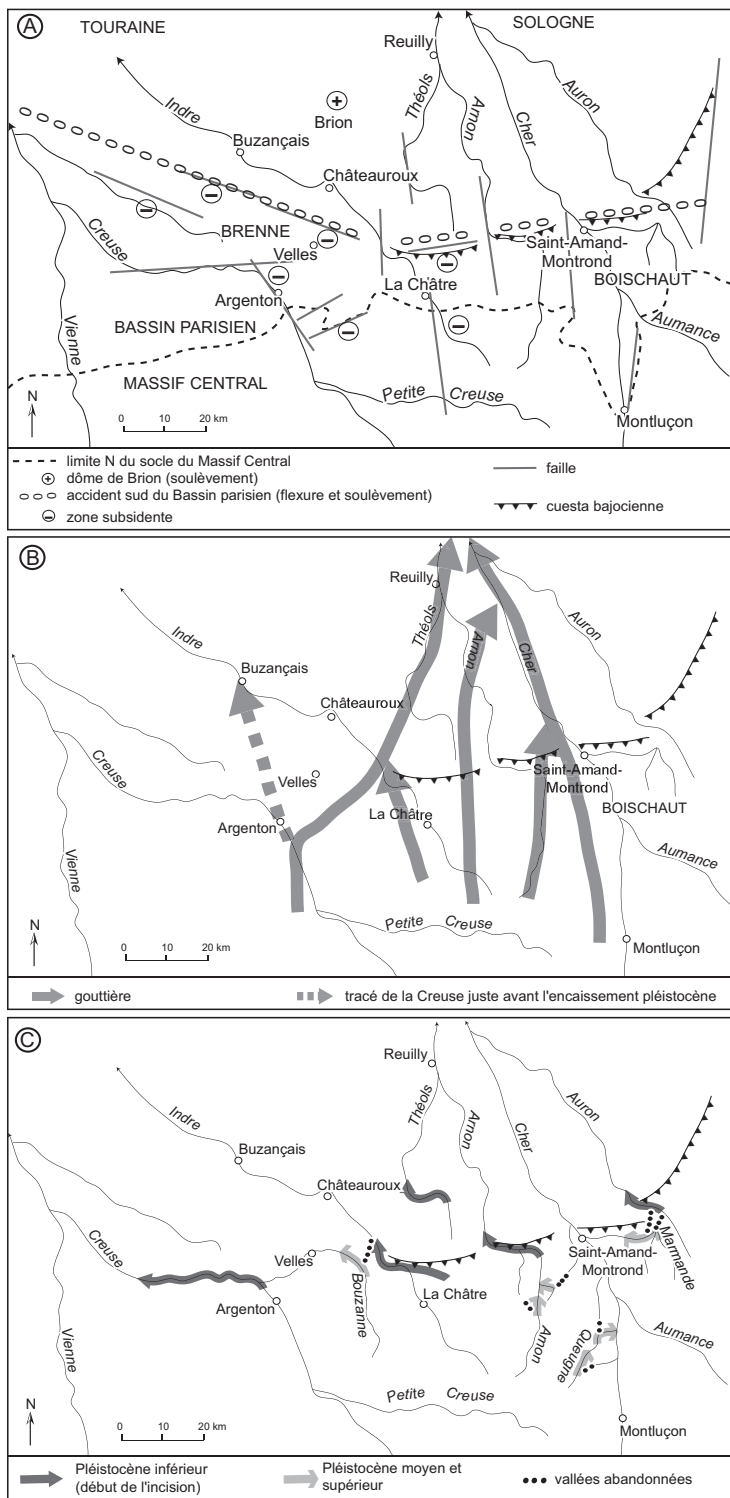 A
TOURAINE
SOLOGNE
Reuilly
Indre
Brion
Théols
Arnon
Cher
Auron
Buzançais
Châteauroux
Creuse
BRENNE
Velles
Saint-Amand-
Montrond
BOISCHAUT
Argenton
La Châtre
Vienne
BASSIN PARISIEN
Aumance
MASSIF CENTRAL
Petite Creuse
Montluçon
N
0 10 20 km
limite N du socle du Massif Central
dôme de Brion (soulèvement)
accident sud du Bassin parisien (flexure et soulèvement)
zone subsidente
faille
cuesta bajocienne
B
Reuilly
Indre
Théols
Arnon
Cher
Auron
Buzançais
Châteauroux
Creuse
Velles
Saint-Amand-
Montrond
BOISCHAUT
Argenton
La Châtre
Vienne
Aumance
Petite Creuse
Montluçon
N
0 10 20 km
gouttière
tracé de la Creuse juste avant l'encaissement pléistocène
C
Reuilly
Indre
Théols
Arnon
Cher
Auron
Buzançais
Châteauroux
Creuse
Velles
Saint-Amand-
Montrond
Marmande
Argenton
Bouzanne
La Châtre
Vienne
Arnon
Queugne
Aumance
Petite Creuse
Montluçon
N
0 10 20 km
Pléistocène inférieur
(début de l'incision)
Pléistocène moyen et
supérieur
vallées abandonnées